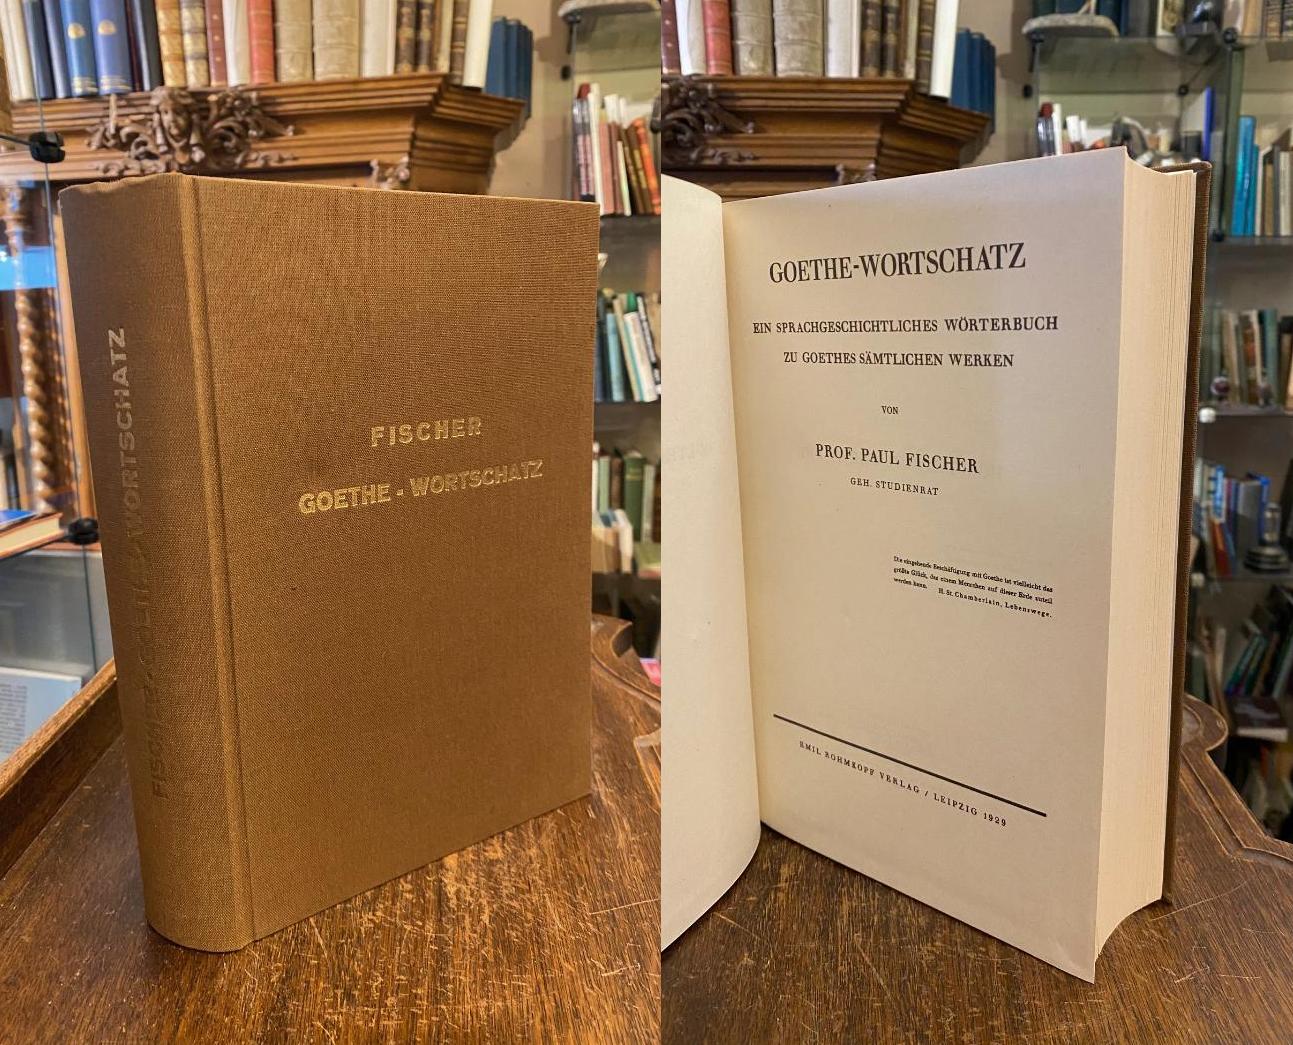 FISCHER
GOETHE - WORTSCHATZ
FISCHER GOETHE-WORTSCHATZ
GOETHE-WORTSCHATZ
EIN SPRACHGESCHICHTLICHES WÖRTERBUCH
ZU GOETHES SÄMTLICHEN WERKEN
VON
PROF. PAUL FISCHER
GEH. STUDIENRAT
Die eingehende Beschäftigung mit Goethe ist vielleicht das
größte Glück, das einem Menschen auf dieser Erde zuteil
werden kann. H. St. Chamberlain, Lebenswege.
EMIL ROHMKOPF VERLAG / LEIPZIG 1929